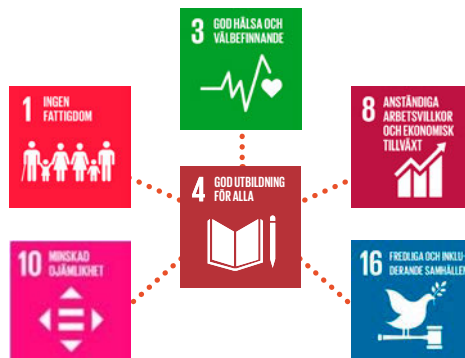 3 GOD HÄLSA OCH
VÄLBEFINNANDE
1 INGEN
FATTIGDOM
8 ANSTÄNDIGA
ARBETSVILLKOR
OCH EKONOMISK
TILLVÄXT
4 GOD UTBILDNING
FÖR ALLA
10 MINSKAD
OJÄMLIKHET
16 FREDLIGA OCH INKLU-
DERANDE SAMHÄLLEN